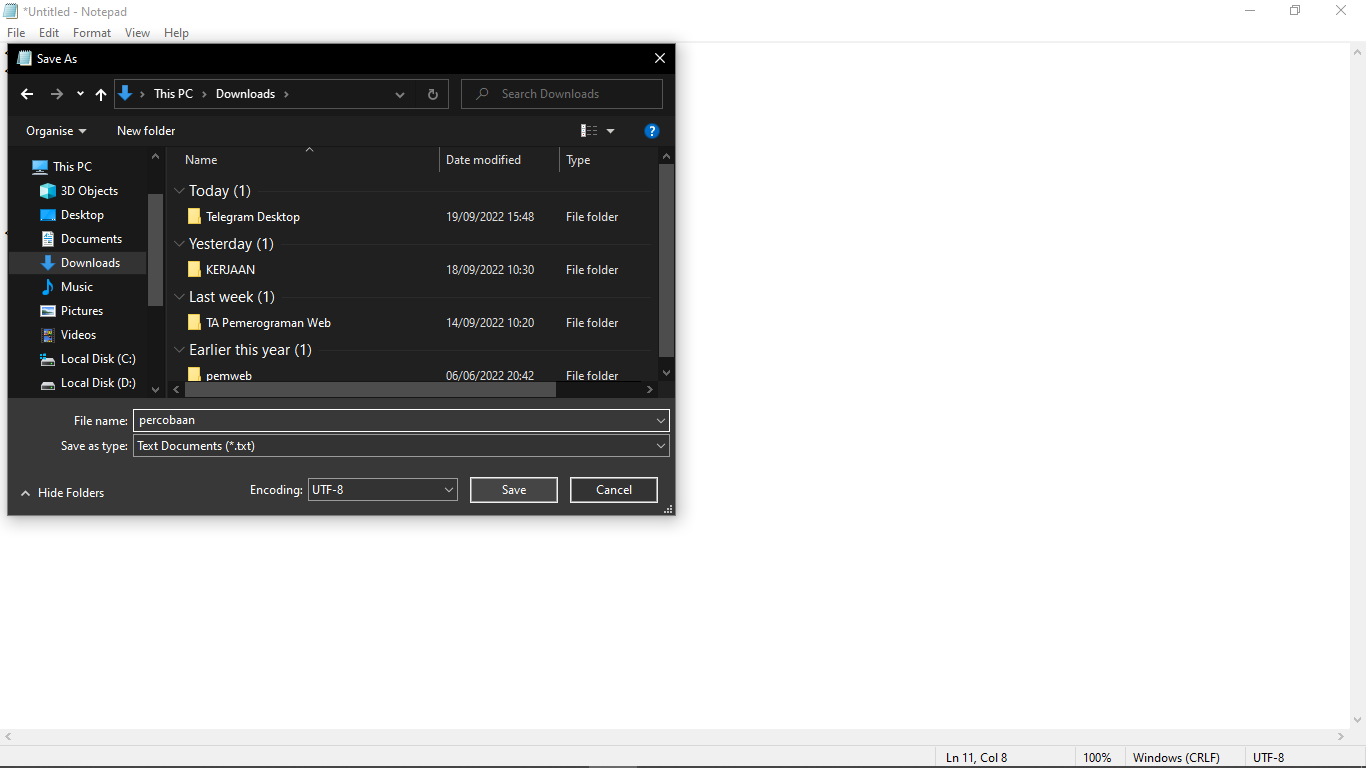 *Untitled - Notepad
File Edit Format View Help
Save As
This PC Downloads Search Downloads
Organise New folder ?
Name Date modified Type
This PC
3D Objects
Desktop
Documents
Downloads
Music
Pictures
Videos
Local Disk (C:)
Local Disk (D:)
Today (1)
Telegram Desktop 19/09/2022 15:48 File folder
Yesterday (1)
KERJAAN 18/09/2022 10:30 File folder
Last week (1)
TA Pemerograman Web 14/09/2022 10:20 File folder
Earlier this year (1)
pemweb 06/06/2022 20:42 File folder
File name: percobaan
Save as type: Text Documents (*.txt)
Hide Folders Encoding: UTF-8 Save Cancel
Ln 11, Col 8 100% Windows (CRLF) UTF-8